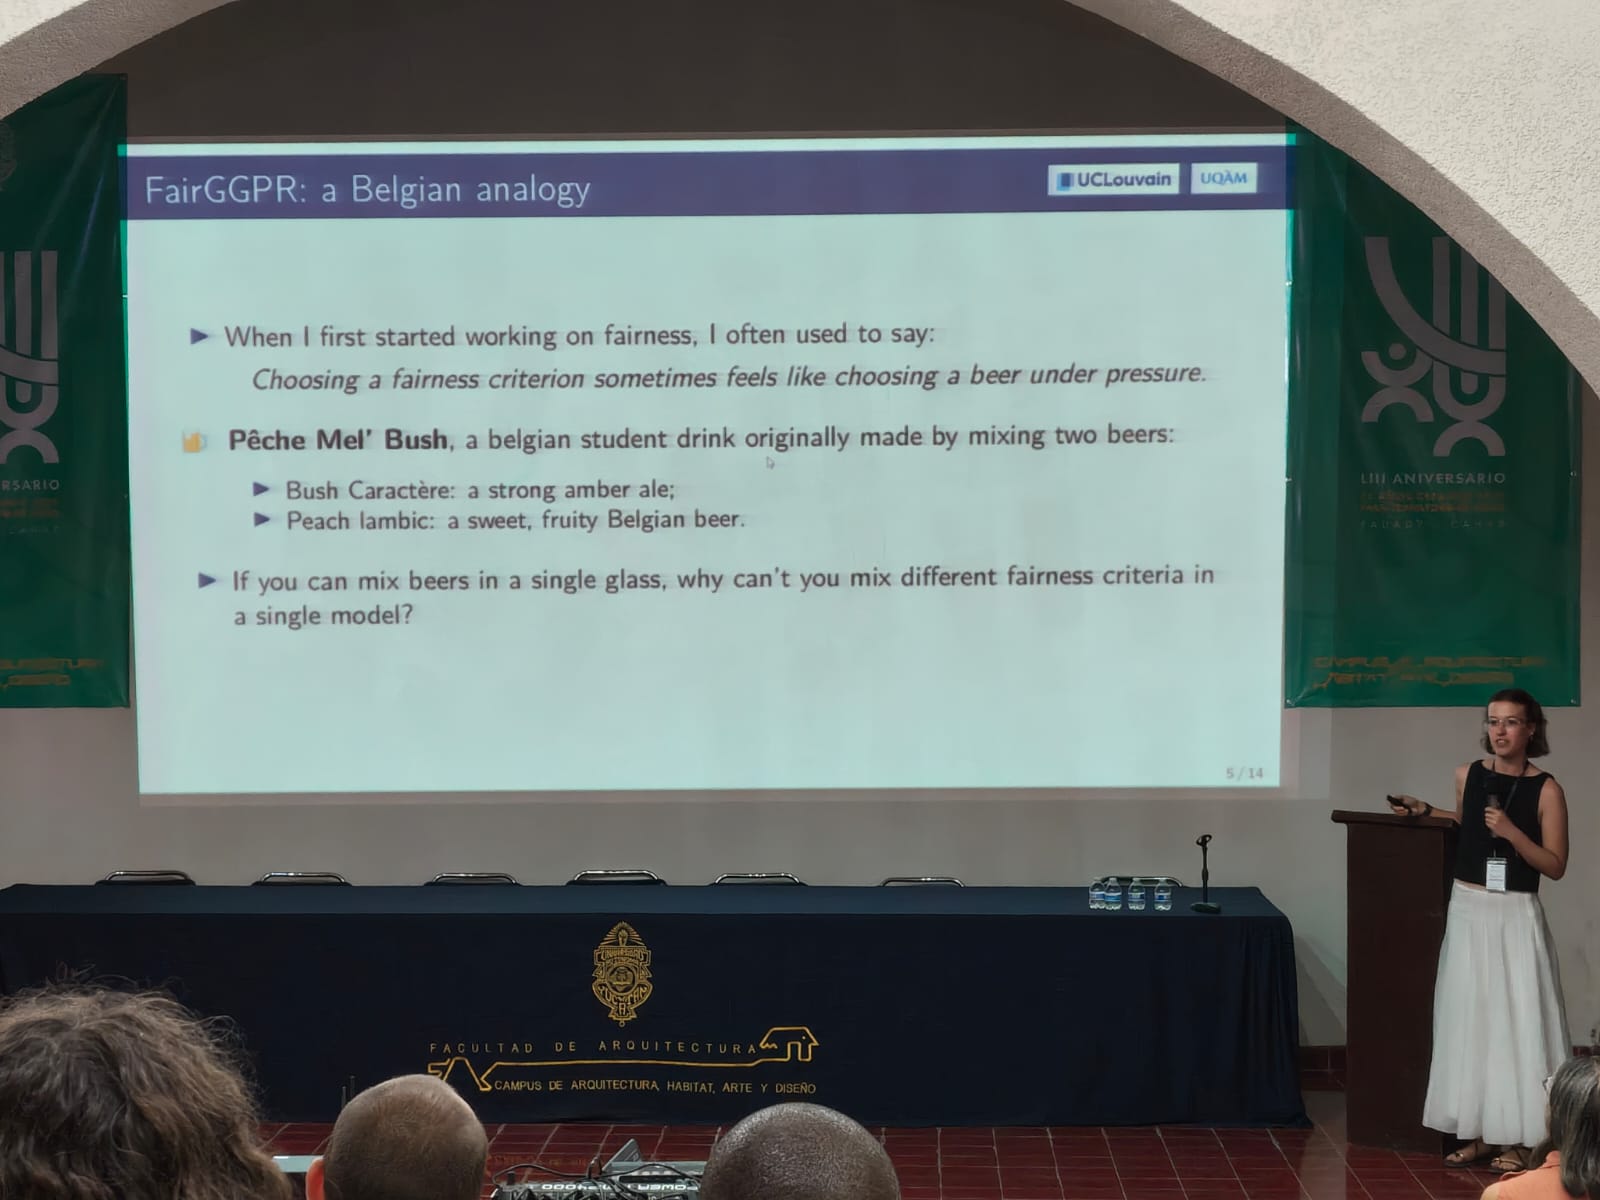 FairGGPR: a Belgian analogy
UCLouvain
UQÀM
▶ When I first started working on fairness, I often used to say:
Choosing a fairness criterion sometimes feels like choosing a beer under pressure.
Pêche Mel' Bush, a belgian student drink originally made by mixing two beers:
▶ Bush Caractère: a strong amber ale;
▶ Peach lambic: a sweet, fruity Belgian beer.
▶ If you can mix beers in a single glass, why can't you mix different fairness criteria in
a single model?
5 / 14
RSARIO
LIII ANIVERSARIO
FACULTAD DE ARQUITECTURA
CAMPUS DE ARQUITECTURA, HABITAT, ARTE Y DISEÑO